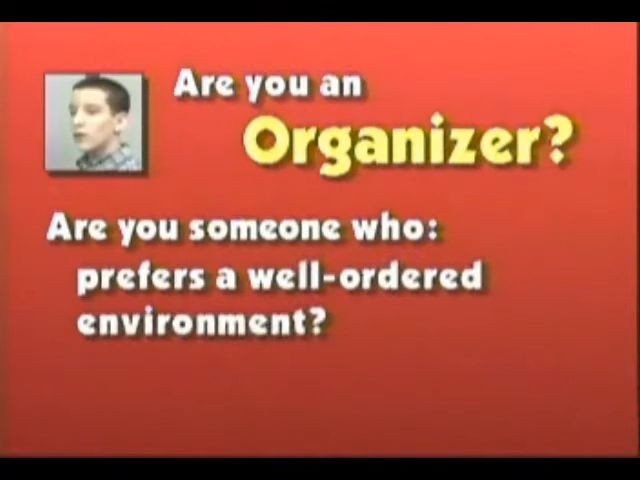 Are you an
Organizer?
Are you someone who:
prefers a well-ordered
environment?